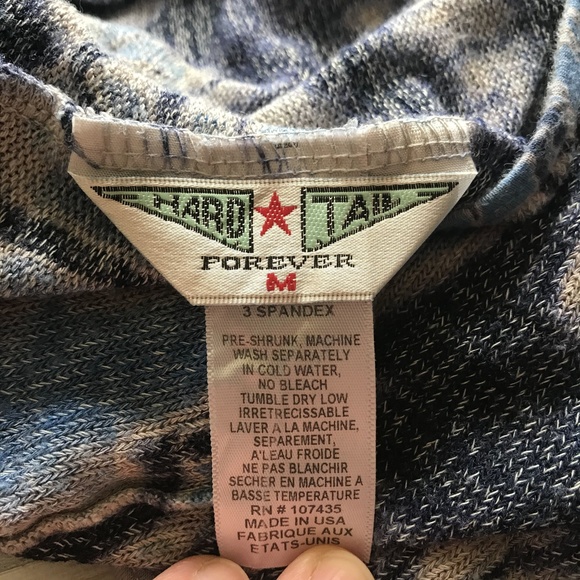 HARD TAIL
FOREVER
M
3 SPANDEX
PRE-SHRUNK, MACHINE
WASH SEPARATELY
IN COLD WATER,
NO BLEACH
TUMBLE DRY LOW
IRRETRECISSABLE
LAVER A LA MACHINE,
SEPAREMENT,
A'LEAU FROIDE
NE PAS BLANCHIR
SECHER EN MACHINE A
BASSE TEMPERATURE
RN # 107435
MADE IN USA
FABRIQUE AUX
ETATS-UNIS